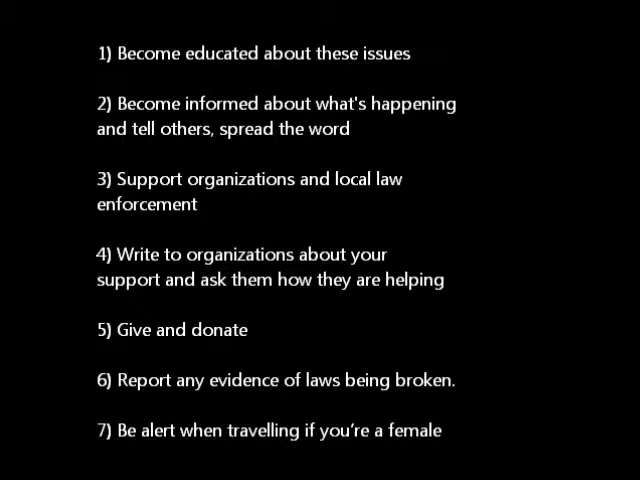 1) Become educated about these issues
2) Become informed about what's happening
and tell others, spread the word
3) Support organizations and local law
enforcement
4) Write to organizations about your
support and ask them how they are helping
5) Give and donate
6) Report any evidence of laws being broken.
7) Be alert when travelling if you’re a female